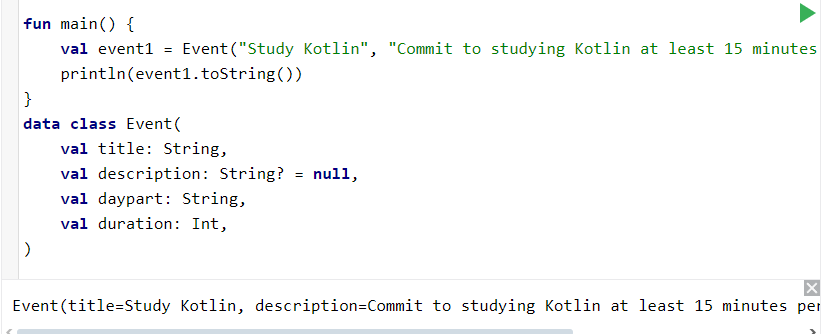 fun main() {
    val event1 = Event("Study Kotlin", "Commit to studying Kotlin at least 15 minutes
    println(event1.toString())
}
data class Event(
    val title: String,
    val description: String? = null,
    val daypart: String,
    val duration: Int,
)
Event(title=Study Kotlin, description=Commit to studying Kotlin at least 15 minutes per